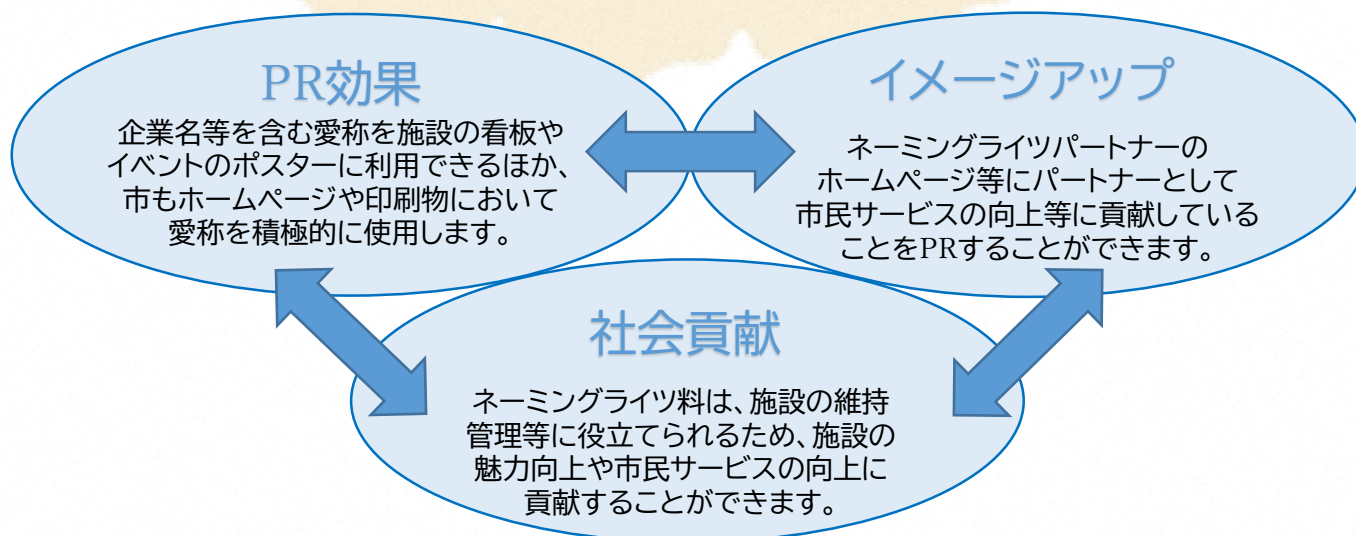 PR効果
企業名等を含む愛称を施設の看板や
イベントのポスターに利用できるほか、
市もホームページや印刷物において
愛称を積極的に使用します。
イメージアップ
ネーミングライツパートナーの
ホームページ等にパートナーとして
市民サービスの向上等に貢献している
ことをPRすることができます。
社会貢献
ネーミングライツ料は、施設の維持
管理等に役立てられるため、施設の
魅力向上や市民サービスの向上に
貢献することができます。